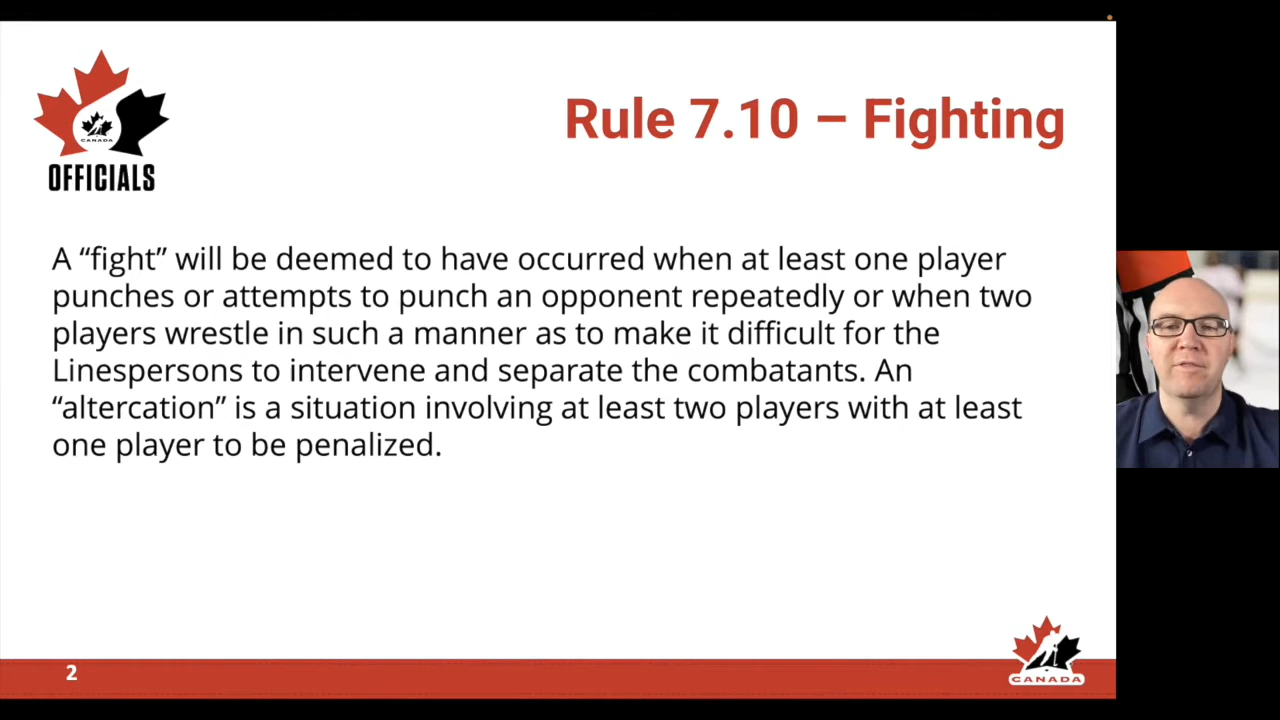 Rule 7.10 – Fighting
CANADA
OFFICIALS
A “fight” will be deemed to have occurred when at least one player
punches or attempts to punch an opponent repeatedly or when two
players wrestle in such a manner as to make it difficult for the
Linespersons to intervene and separate the combatants. An
“altercation” is a situation involving at least two players with at least
one player to be penalized.
2
CANADA